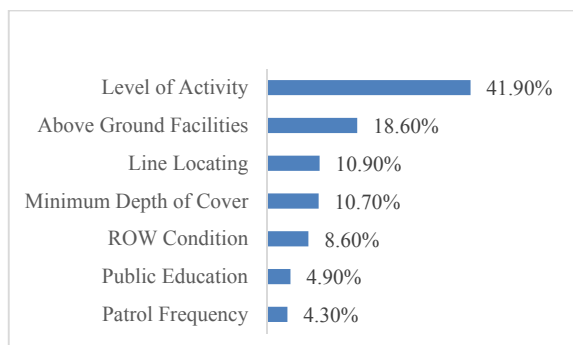 Level of Activity 41.90%
Above Ground Facilities 18.60%
Line Locating 10.90%
Minimum Depth of Cover 10.70%
ROW Condition 8.60%
Public Education 4.90%
Patrol Frequency 4.30%